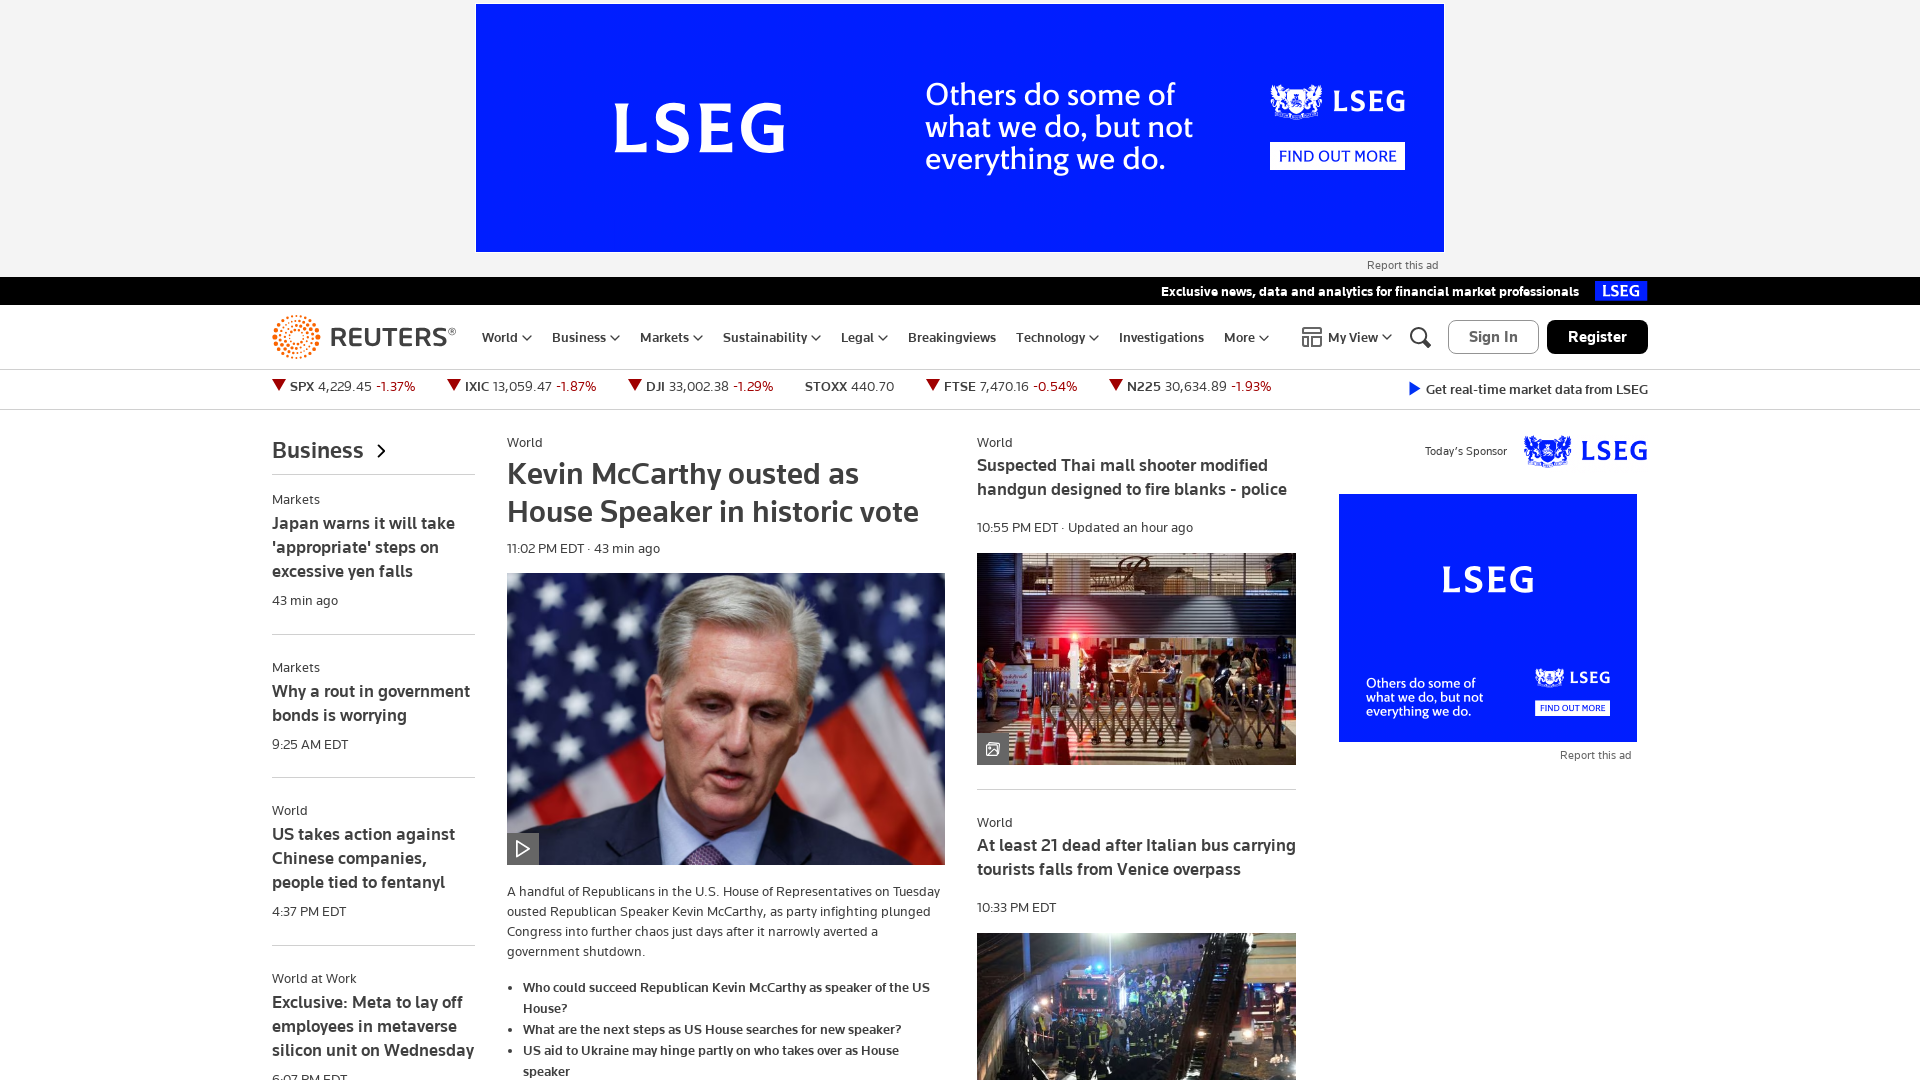 LSEG
Others do some of
what we do, but not
everything we do.
LSEG
FIND OUT MORE
Report this ad
Exclusive news, data and analytics for financial market professionals LSEG
REUTERS®
World Business Markets Sustainability Legal Breakingviews Technology Investigations More
My View
Sign In
Register
SPX 4,229.45 -1.37% IXIC 13,059.47 -1.87% DJI 33,002.38 -1.29% STOXX 440.70 FTSE 7,470.16 -0.54% N225 30,634.89 -1.93%
Get real-time market data from LSEG
Business
Markets
Japan warns it will take
'appropriate' steps on
excessive yen falls
43 min ago
Markets
Why a rout in government
bonds is worrying
9:25 AM EDT
World
US takes action against
Chinese companies,
people tied to fentanyl
4:37 PM EDT
World at Work
Exclusive: Meta to lay off
employees in metaverse
silicon unit on Wednesday
6:07 PM EDT
World
Kevin McCarthy ousted as
House Speaker in historic vote
11:02 PM EDT · 43 min ago
A handful of Republicans in the U.S. House of Representatives on Tuesday
ousted Republican Speaker Kevin McCarthy, as party infighting plunged
Congress into further chaos just days after it narrowly averted a
government shutdown.
• Who could succeed Republican Kevin McCarthy as speaker of the US
House?
• What are the next steps as US House searches for new speaker?
• US aid to Ukraine may hinge partly on who takes over as House
speaker
World
Suspected Thai mall shooter modified
handgun designed to fire blanks - police
10:55 PM EDT · Updated an hour ago
World
At least 21 dead after Italian bus carrying
tourists falls from Venice overpass
10:33 PM EDT
Today's Sponsor
LSEG
LSEG
Others do some of
what we do, but not
everything we do.
LSEG
FIND OUT MORE
Report this ad